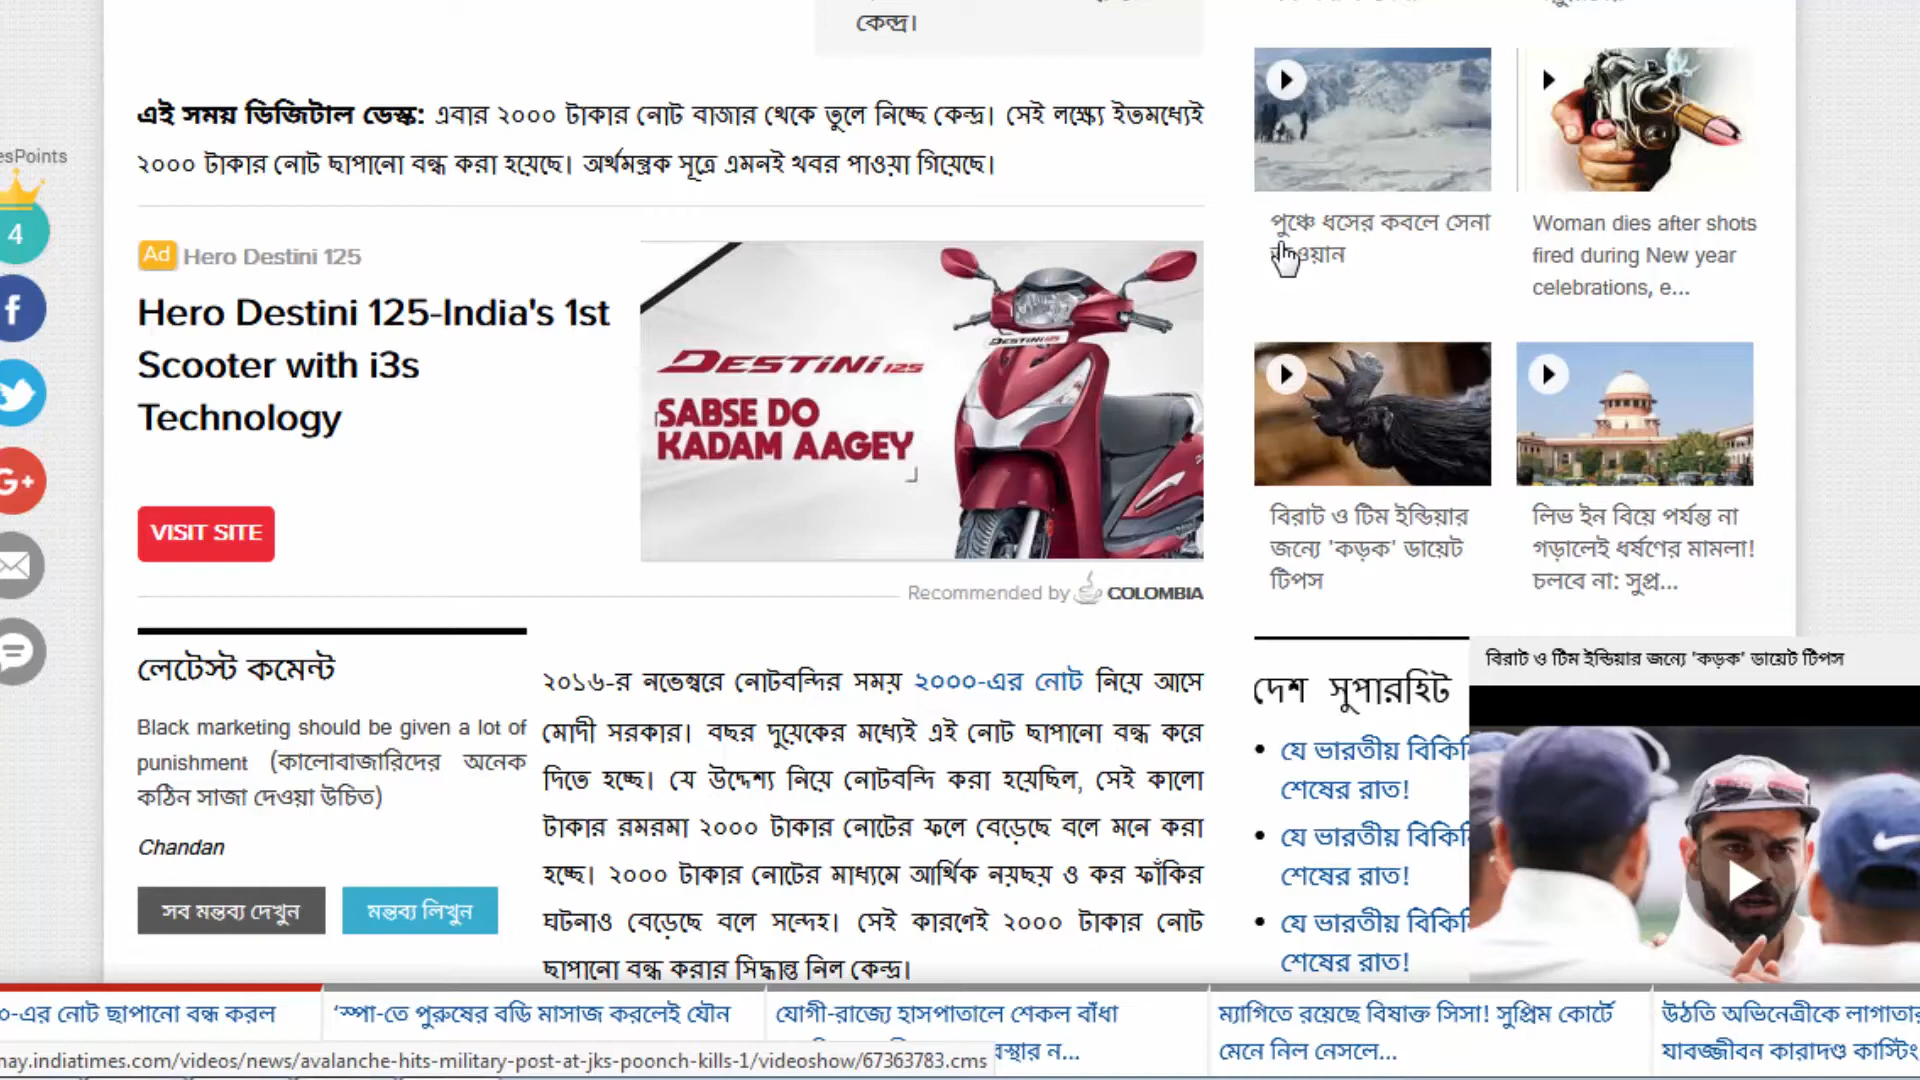 কেন্দ্র।
এই সময় ডিজিটাল ডেস্ক: এবার ২০০০ টাকার নোট বাজার থেকে তুলে নিচ্ছে কেন্দ্র। সেই লক্ষ্যে ইতমধ্যেই
২০০০ টাকার নোট ছাপানো বন্ধ করা হয়েছে। অর্থমন্ত্রক সূত্রে এমনই খবর পাওয়া গিয়েছে।
esPoints
4
Ad Hero Destini 125
Hero Destini 125-India's 1st
Scooter with i3s
Technology
VISIT SITE
DESTINI 125
SABSE DO
KADAM AAGEY
Recommended by COLOMBIA
লেটেস্ট কমেন্ট
Black marketing should be given a lot of
punishment (কালোবাজারিদের অনেক
কঠিন সাজা দেওয়া উচিত)
Chandan
সব মন্তব্য দেখুন
মন্তব্য লিখুন
২০১৬-র নভেম্বরে নোটবন্দির সময় ২০০০-এর নোট নিয়ে আসে
মোদী সরকার। বছর দুয়েকের মধ্যেই এই নোট ছাপানো বন্ধ করে
দিতে হচ্ছে। যে উদ্দেশ্য নিয়ে নোটবন্দি করা হয়েছিল, সেই কালো
টাকার রমরমা ২০০০ টাকার নোটের ফলে বেড়েছে বলে মনে করা
হচ্ছে। ২০০০ টাকার নোটের মাধ্যমে আর্থিক নয়ছয় ও কর ফাঁকির
ঘটনাও বেড়েছে বলে সন্দেহ। সেই কারণেই ২০০০ টাকার নোট
ছাপানো বন্ধ করার সিদ্ধান্ত নিল কেন্দ্র।
পুঞ্চে ধসের কবলে সেনা
Woman dies after shots
fired during New year
celebrations, e...
বিরাট ও টিম ইন্ডিয়ার
জন্যে 'কড়ক' ডায়েট
টিপস
লিভ ইন বিয়ে পর্যন্ত না
গড়ালেই ধর্ষণের মামলা!
চলবে না: সুপ্র...
দেশ সুপারহিট
বিরাট ও টিম ইন্ডিয়ার জন্যে 'কড়ক' ডায়েট টিপস
যে ভারতীয় বিকিনি
শেষের রাত!
যে ভারতীয় বিকিনি
শেষের রাত!
যে ভারতীয় বিকিনি
শেষের রাত!
০-এর নোট ছাপানো বন্ধ করল
'স্পা-তে পুরুষের বডি মাসাজ করলেই যৌন
যোগী-রাজ্যে হাসপাতালে শেকল বাঁধা
ন...
ম্যাগিতে রয়েছে বিষাক্ত সিসা! সুপ্রিম কোর্টে
মেনে নিল নেসলে...
উঠতি অভিনেত্রীকে লাগাতার
যাবজ্জীবন কারাদণ্ড কাস্টিং
may.indiatimes.com/videos/news/avalanche-hits-military-post-at-jks-poonch-kills-1/videoshow/67363783.cms